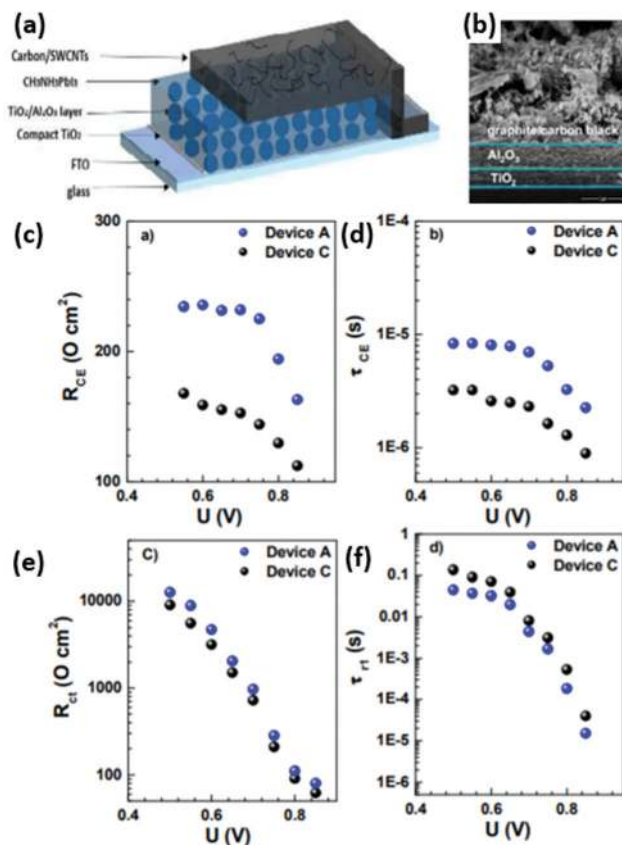 (a)
Carbon/SWCNTs
CH3NH3PbI3
TiO2/Al2O3 layer
Compact TiO2
FTO
glass
(b)
graphite/carbon black
Al2O3
TiO2
(c)
a)
Device A
Device C
RCE (O cm2)
300
200
100
0.4
0.6
0.8
U (V)
(d)
b)
Device A
Device C
τ CE (s)
1E-4
1E-5
1E-6
0.4
0.6
0.8
U (V)
(e)
C)
Device A
Device C
Rct (O cm2)
10000
1000
100
0.4
0.6
0.8
U (V)
(f)
d)
Device A
Device C
τ r1 (s)
1
0.1
0.01
1E-3
1E-4
1E-5
1E-6
0.4
0.6
0.8
U (V)